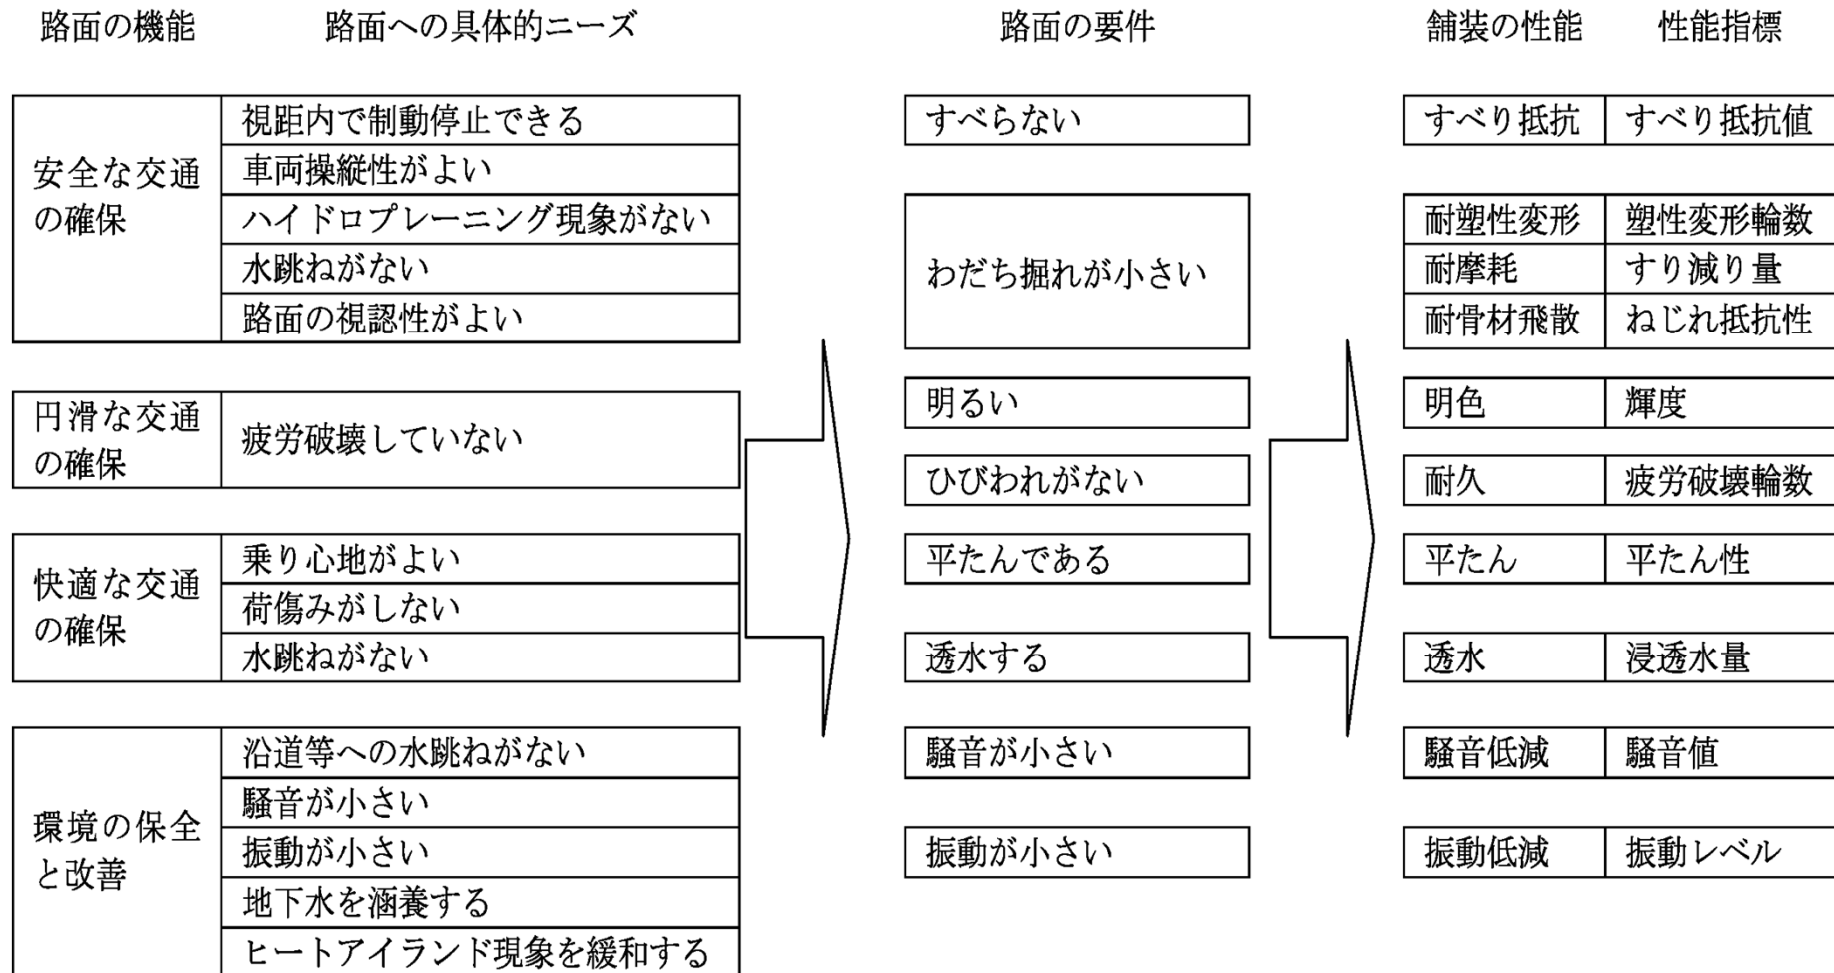 路面の機能 路面への具体的ニーズ 路面の要件 舗装の性能 性能指標
安全な交通の確保
視距内で制動停止できる
車両操縦性がよい
ハイドロプレーニング現象がない
水跳ねがない
路面の視認性がよい
円滑な交通の確保
疲労破壊していない
快適な交通の確保
乗り心地がよい
荷傷みがしない
水跳ねがない
環境の保全と改善
沿道等への水跳ねがない
騒音が小さい
振動が小さい
地下水を涵養する
ヒートアイランド現象を緩和する
すべらない
わだち掘れが小さい
明るい
ひびわれがない
平たんである
透水する
騒音が小さい
振動が小さい
すべり抵抗 すべり抵抗値
耐塑性変形 塑性変形輪数
耐摩耗 すり減り量
耐骨材飛散 ねじれ抵抗性
明色 輝度
耐久 疲労破壊輪数
平たん 平たん性
透水 浸透水量
騒音低減 騒音値
振動低減 振動レベル